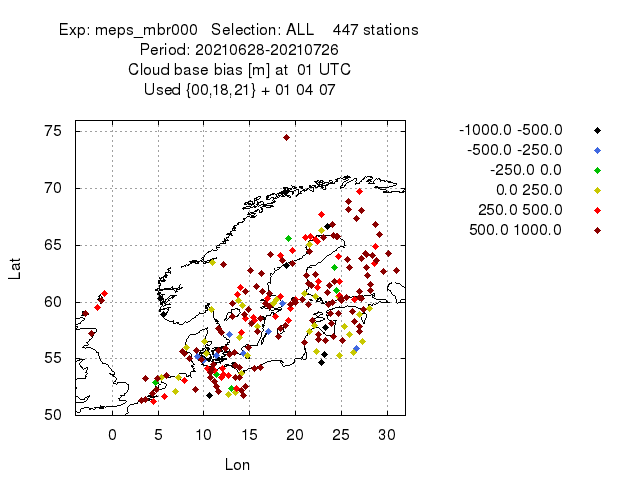 Exp: meps_mbr000   Selection: ALL    447 stations
Period: 20210628-20210726
Cloud base bias [m] at  01 UTC
Used {00,18,21} + 01 04 07
-1000.0 -500.0
-500.0 -250.0
-250.0 0.0
0.0 250.0
250.0 500.0
500.0 1000.0
75
70
65
60
55
50
Lat
0 5 10 15 20 25 30
Lon